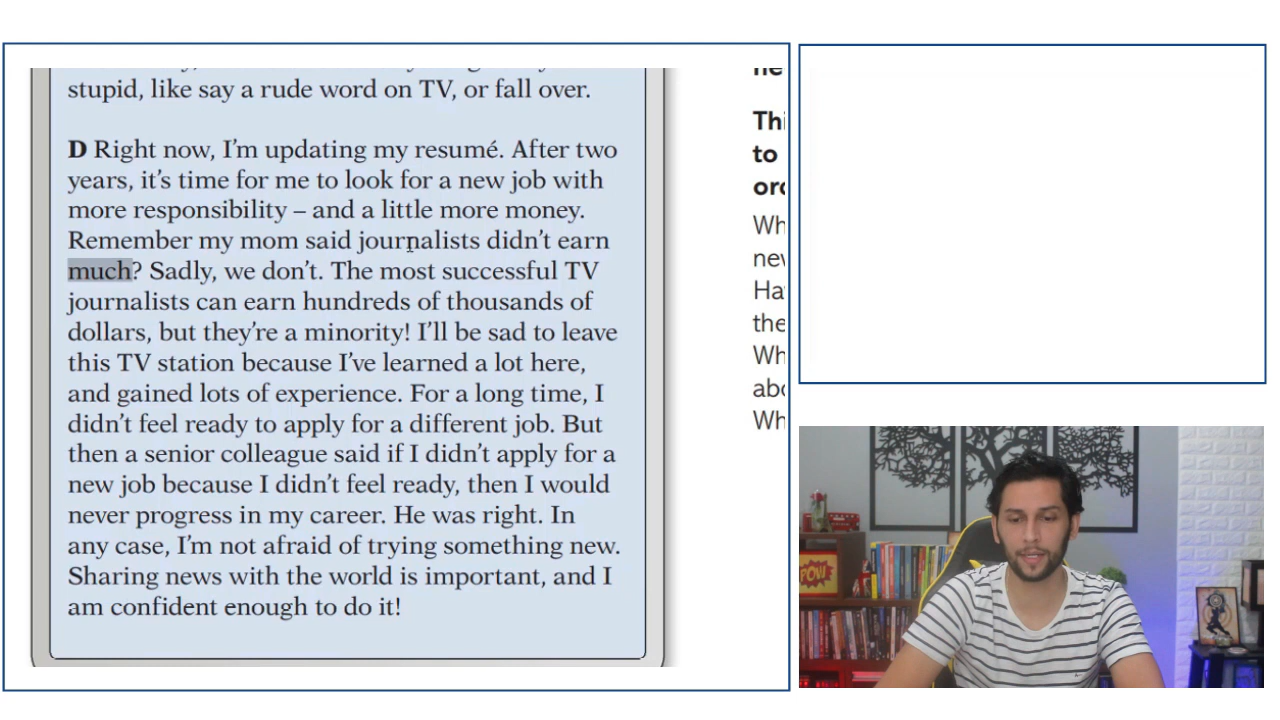 stupid, like say a rude word on TV, or fall over.
D Right now, I'm updating my resumé. After two
years, it's time for me to look for a new job with
more responsibility – and a little more money.
Remember my mom said journalists didn't earn
much? Sadly, we don't. The most successful TV
journalists can earn hundreds of thousands of
dollars, but they're a minority! I'll be sad to leave
this TV station because I've learned a lot here,
and gained lots of experience. For a long time, I
didn't feel ready to apply for a different job. But
then a senior colleague said if I didn't apply for a
new job because I didn't feel ready, then I would
never progress in my career. He was right. In
any case, I'm not afraid of trying something new.
Sharing news with the world is important, and I
am confident enough to do it!
to
POW